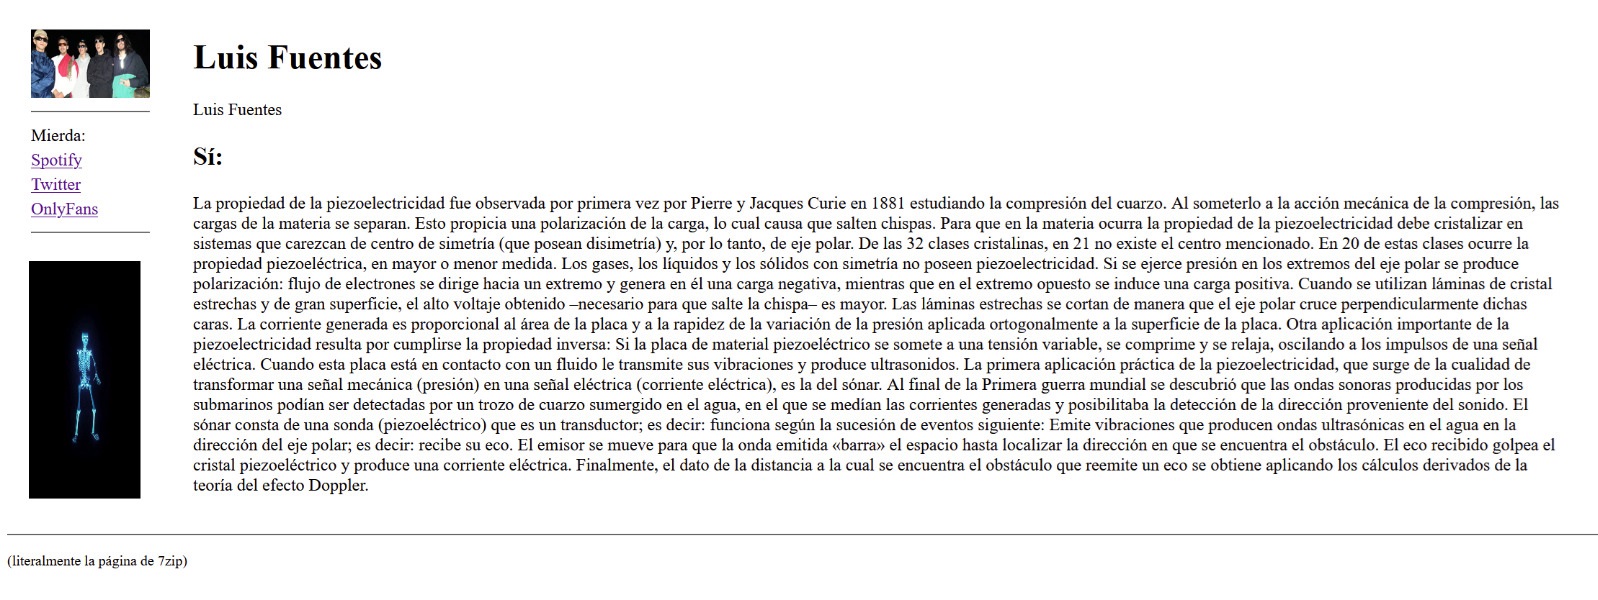 Luis Fuentes
Luis Fuentes
Mierda:
Spotify
Twitter
OnlyFans
Sí:
La propiedad de la piezoelectricidad fue observada por primera vez por Pierre y Jacques Curie en 1881 estudiando la compresión del cuarzo. Al someterlo a la acción mecánica de la compresión, las
cargas de la materia se separan. Esto propicia una polarización de la carga, lo cual causa que salten chispas. Para que en la materia ocurra la propiedad de la piezoelectricidad debe cristalizar en
sistemas que carezcan de centro de simetría (que posean disimetría) y, por lo tanto, de eje polar. De las 32 clases cristalinas, en 21 no existe el centro mencionado. En 20 de estas clases ocurre la
propiedad piezoeléctrica, en mayor o menor medida. Los gases, los líquidos y los sólidos con simetría no poseen piezoelectricidad. Si se ejerce presión en los extremos del eje polar se produce
polarización: flujo de electrones se dirige hacia un extremo y genera en él una carga negativa, mientras que en el extremo opuesto se induce una carga positiva. Cuando se utilizan láminas de cristal
estrechas y de gran superficie, el alto voltaje obtenido –necesario para que salte la chispa– es mayor. Las láminas estrechas se cortan de manera que el eje polar cruce perpendicularmente dichas
caras. La corriente generada es proporcional al área de la placa y a la rapidez de la variación de la presión aplicada ortogonalmente a la superficie de la placa. Otra aplicación importante de la
piezoelectricidad resulta por cumplirse la propiedad inversa: Si la placa de material piezoeléctrico se somete a una tensión variable, se comprime y se relaja, oscilando a los impulsos de una señal
eléctrica. Cuando esta placa está en contacto con un fluido le transmite sus vibraciones y produce ultrasonidos. La primera aplicación práctica de la piezoelectricidad, que surge de la cualidad de
transformar una señal mecánica (presión) en una señal eléctrica (corriente eléctrica), es la del sónar. Al final de la Primera guerra mundial se descubrió que las ondas sonoras producidas por los
submarinos podían ser detectadas por un trozo de cuarzo sumergido en el agua, en el que se medían las corrientes generadas y posibilitaba la detección de la dirección proveniente del sonido. El
sónar consta de una sonda (piezoeléctrico) que es un transductor; es decir: funciona según la sucesión de eventos siguiente: Emite vibraciones que producen ondas ultrasónicas en el agua en la
dirección del eje polar; es decir: recibe su eco. El emisor se mueve para que la onda emitida «barra» el espacio hasta localizar la dirección en que se encuentra el obstáculo. El eco recibido golpea el
cristal piezoeléctrico y produce una corriente eléctrica. Finalmente, el dato de la distancia a la cual se encuentra el obstáculo que reemite un eco se obtiene aplicando los cálculos derivados de la
teoría del efecto Doppler.
(literalmente la página de 7zip)